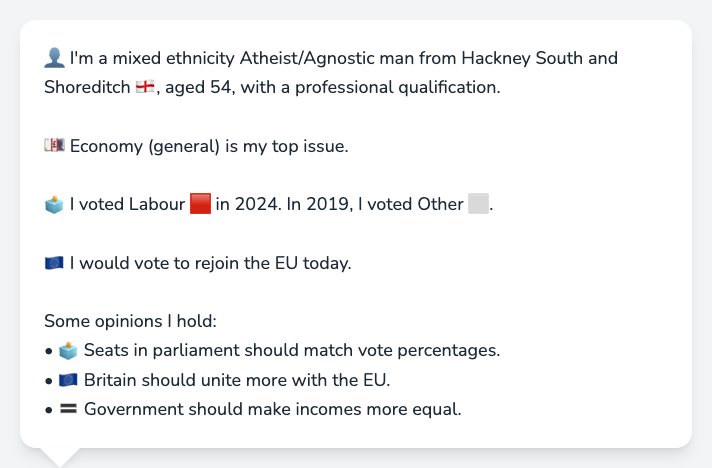 👤 I'm a mixed ethnicity Atheist/Agnostic man from Hackney South and
Shoreditch 🏴󠁧󠁢󠁥󠁮󠁧󠁿, aged 54, with a professional qualification.
💷 Economy (general) is my top issue.
🗳️ I voted Labour 🟥 in 2024. In 2019, I voted Other ⬜.
🇪🇺 I would vote to rejoin the EU today.
Some opinions I hold:
• 🗳️ Seats in parliament should match vote percentages.
• 🇪🇺 Britain should unite more with the EU.
• 🟰 Government should make incomes more equal.